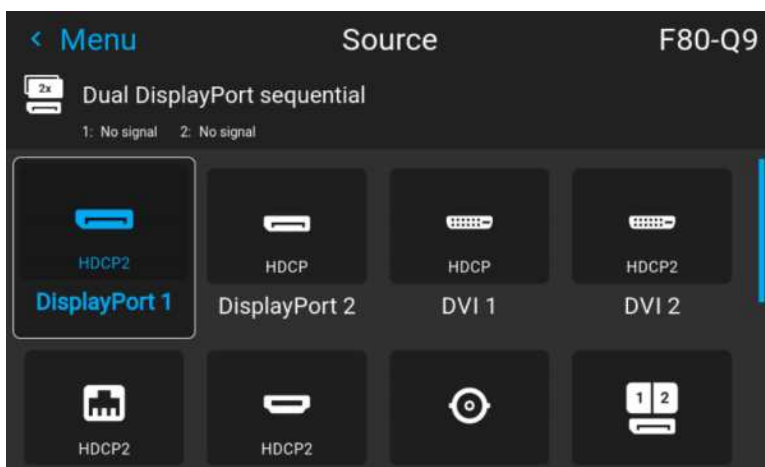 < Menu Source F80-Q9
2x
Dual DisplayPort sequential
1: No signal 2: No signal
HDCP2 HDCP HDCP HDCP2
DisplayPort 1 DisplayPort 2 DVI 1 DVI 2
1 2
HDCP2 HDCP2